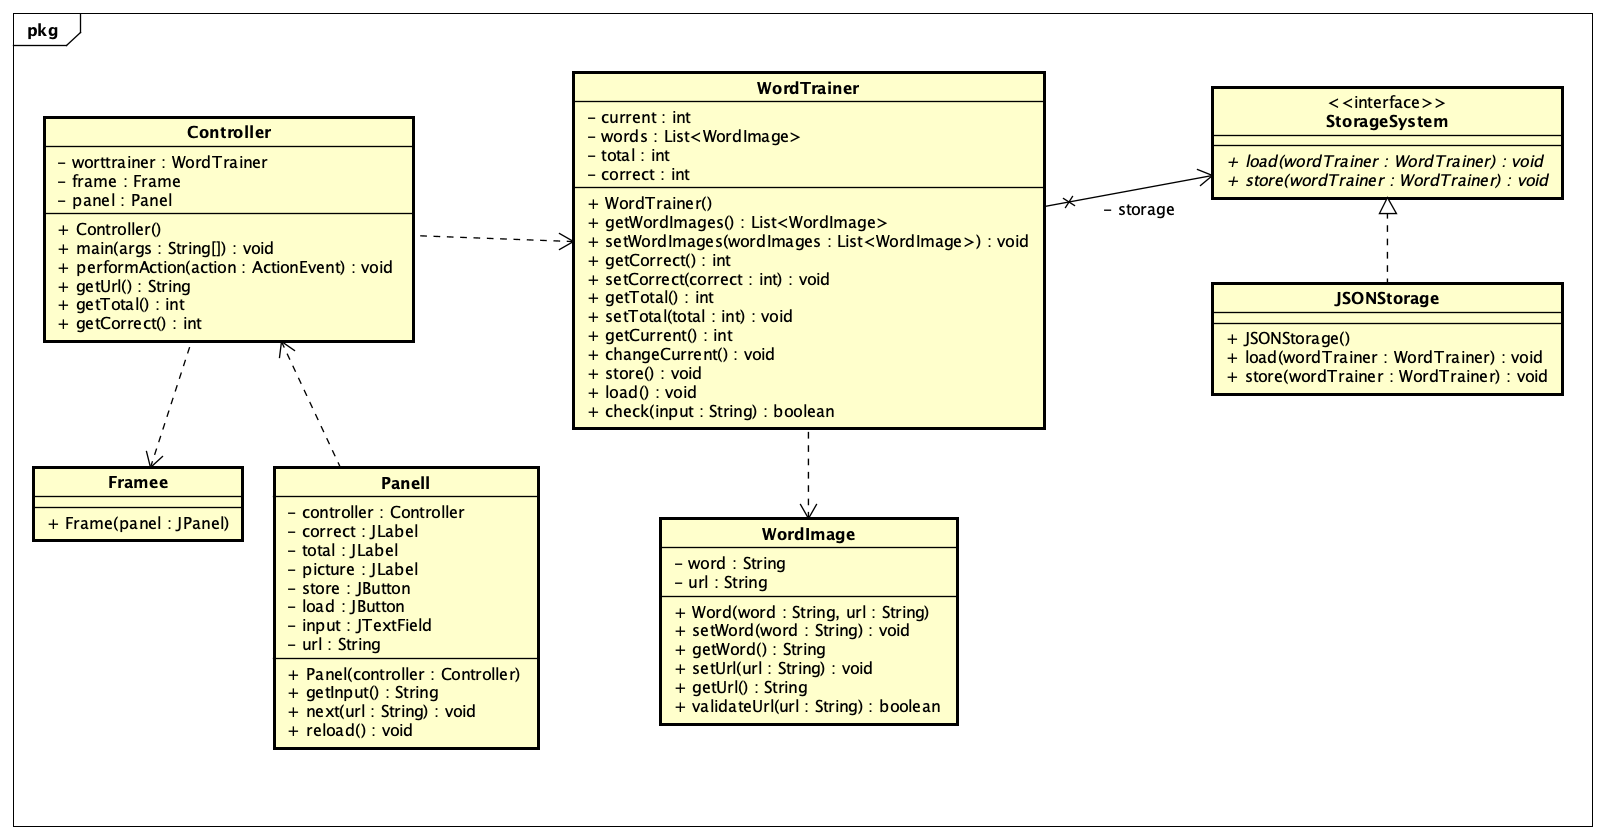 pkg
Controller
– worttrainer : WordTrainer
– frame : Frame
– panel : Panel
+ Controller()
+ main(args : String[]) : void
+ performAction(action : ActionEvent) : void
+ getUrl() : String
+ getTotal() : int
+ getCorrect() : int
WordTrainer
– current : int
– words : List<WordImage>
– total : int
– correct : int
+ WordTrainer()
+ getWordImages() : List<WordImage>
+ setWordImages(wordImages : List<WordImage>) : void
+ getCorrect() : int
+ setCorrect(correct : int) : void
+ getTotal() : int
+ setTotal(total : int) : void
+ getCurrent() : int
+ changeCurrent() : void
+ store() : void
+ load() : void
+ check(input : String) : boolean
– storage
<<interface>>
StorageSystem
+ load(wordTrainer : WordTrainer) : void
+ store(wordTrainer : WordTrainer) : void
JSONStorage
+ JSONStorage()
+ load(wordTrainer : WordTrainer) : void
+ store(wordTrainer : WordTrainer) : void
Framee
+ Frame(panel : JPanel)
Panell
– controller : Controller
– correct : JLabel
– total : JLabel
– picture : JLabel
– store : JButton
– load : JButton
– input : JTextField
– url : String
+ Panel(controller : Controller)
+ getInput() : String
+ next(url : String) : void
+ reload() : void
WordImage
– word : String
– url : String
+ Word(word : String, url : String)
+ setWord(word : String) : void
+ getWord() : String
+ setUrl(url : String) : void
+ getUrl() : String
+ validateUrl(url : String) : boolean